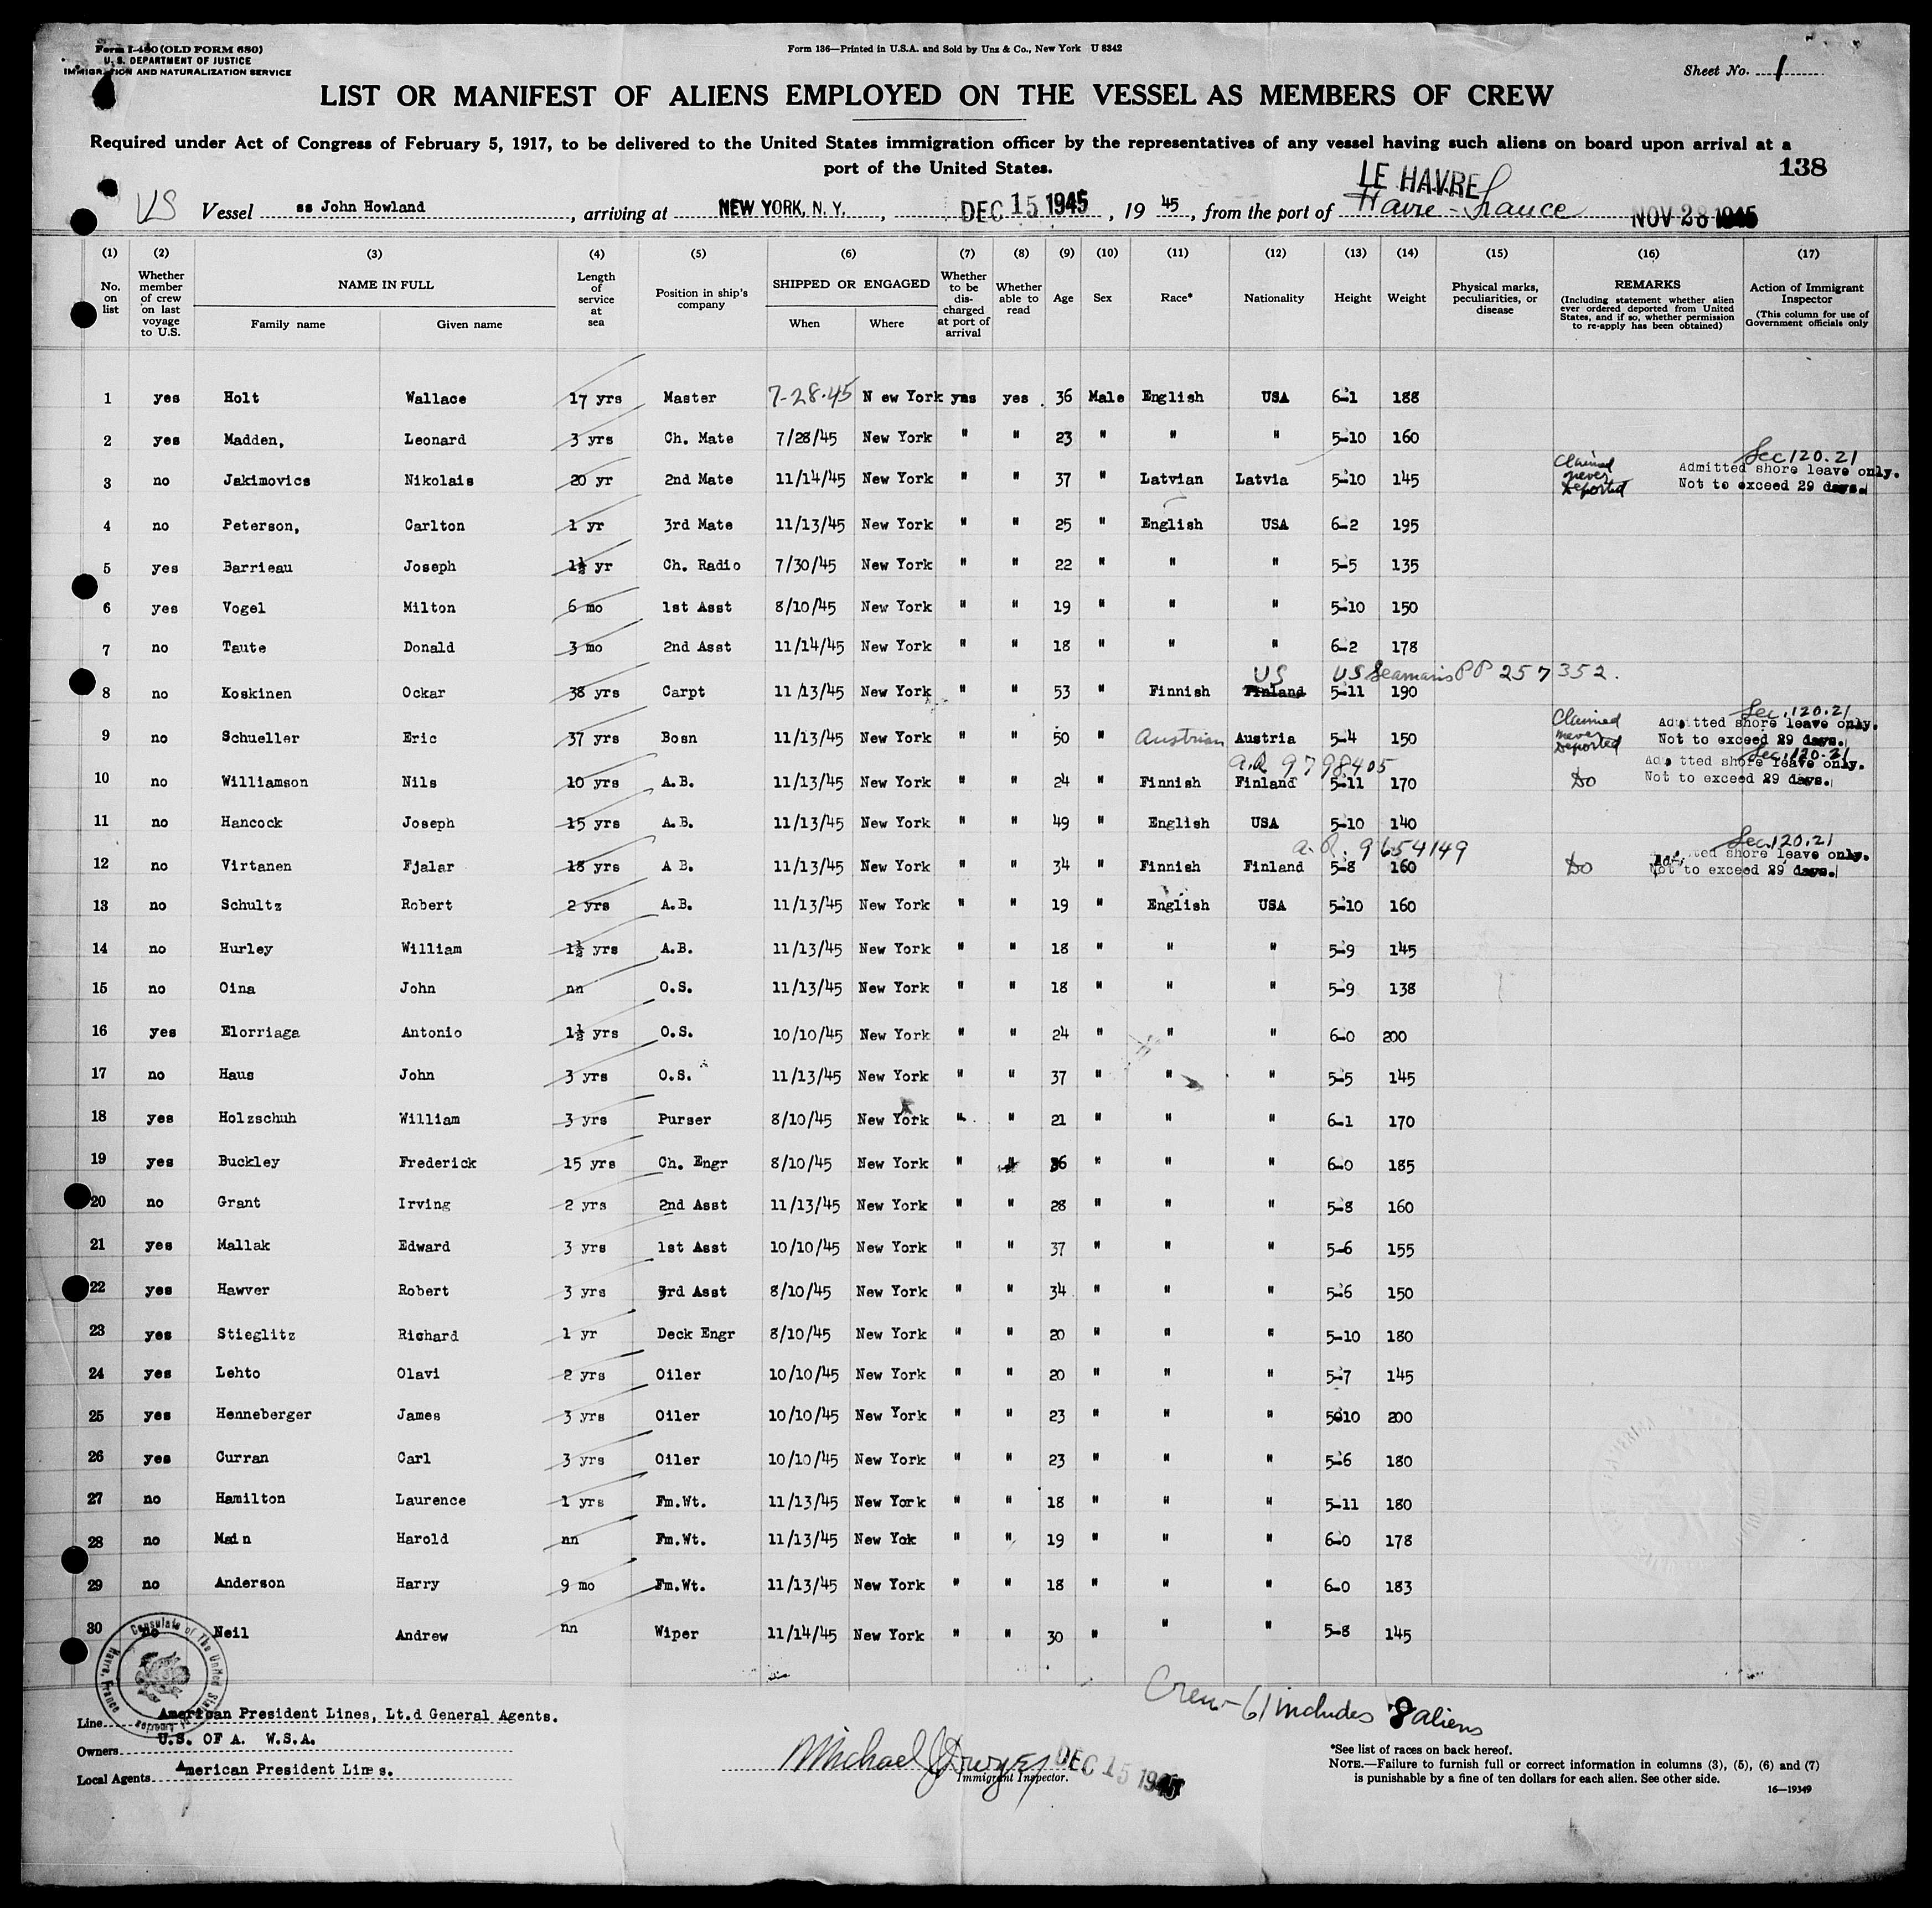 Form I-480 (OLD FORM 680)
U. S. DEPARTMENT OF JUSTICE
IMMIGRATION AND NATURALIZATION SERVICE
Form 136—Printed in U.S.A. and Sold by Unz & Co., New York U 8342
Sheet No. 1
LIST OR MANIFEST OF ALIENS EMPLOYED ON THE VESSEL AS MEMBERS OF CREW
Required under Act of Congress of February 5, 1917, to be delivered to the United States immigration officer by the representatives of any vessel having such aliens on board upon arrival at a
port of the United States.
138
LE HAVRE
US Vessel ss John Howland, arriving at NEW YORK, N. Y., DEC 15 1945, 19 45, from the port of Havre - France NOV 28 1945
(1) (2) (3) (4) (5) (6) (7) (8) (9) (10) (11) (12) (13) (14) (15) (16) (17)
No. on list
Whether member of crew on last voyage to U.S.
NAME IN FULL
Family name Given name
Length of service at sea
Position in ship's company
SHIPPED OR ENGAGED
When Where
Whether to be discharged at port of arrival
Whether able to read
Age Sex Race* Nationality Height Weight
Physical marks, peculiarities, or disease
REMARKS
(Including statement whether alien ever ordered deported from United States, and if so, whether permission to re-apply has been obtained)
Action of Immigrant Inspector
(This column for use of Government officials only
1 yes Holt Wallace 17 yrs Master 7-28-45 N ew York yes yes 36 Male English USA 6-1 188
2 yes Madden, Leonard 3 yrs Ch. Mate 7/28/45 New York " " 23 " " " 5-10 160
Sec 120.21
3 no Jakimovics Nikolais 20 yr 2nd Mate 11/14/45 New York " " 37 " Latvian Latvia 5-10 145 Claimed never Deported Admitted shore leave only. Not to exceed 29 days.
4 no Peterson, Carlton 1 yr 3rd Mate 11/13/45 New York " " 25 " English USA 6-2 195
5 yes Barrieau Joseph 1½ yr Ch. Radio 7/30/45 New York " " 22 " " " 5-5 135
6 yes Vogel Milton 6 mo 1st Asst 8/10/45 New York " " 19 " " " 5-10 150
7 no Taute Donald 3 mo 2nd Asst 11/14/45 New York " " 18 " " " 6-2 178
US US Seamans PP 257352.
8 no Koskinen Ockar 38 yrs Carpt 11/13/45 New York " " 53 " Finnish Finland 5-11 190
Sec. 120.21
9 no Schueller Eric 37 yrs Bosn 11/13/45 New York " " 50 " Austrian Austria 5-4 150 Claimed never Deported Admitted shore leave only. Not to exceed 29 days.
a.R. 9798405 Sec. 120.21
10 no Williamson Nils 10 yrs A.B. 11/13/45 New York " " 24 " Finnish Finland 5-11 170 Do Admitted shore leave only. Not to exceed 29 days.
11 no Hancock Joseph 15 yrs A.B. 11/13/45 New York " " 49 " English USA 5-10 140
a.R. 9654149 Sec. 120.21
12 no Virtanen Fjalar 18 yrs A B. 11/13/45 New York " " 34 " Finnish Finland 5-8 160 Do Admitted shore leave only. Not to exceed 29 days.
13 no Schultz Robert 2 yrs A.B. 11/13/45 New York " " 19 " English USA 5-10 160
14 no Hurley William 1½ yrs A.B. 11/13/45 New York " " 18 " " " 5-9 145
15 no Oina John nn O.S. 11/13/45 New York " " 18 " " " 5-9 138
16 yes Elorriaga Antonio 1½ yrs O.S. 10/10/45 New York " " 24 " " " 6-0 200
17 no Haus John 3 yrs O.S. 11/13/45 New York " " 37 " " " 5-5 145
18 yes Holzschuh William 3 yrs Purser 8/10/45 New York " " 21 " " " 6-1 170
19 yes Buckley Frederick 15 yrs Ch. Engr 8/10/45 New York " " 36 " " " 6-0 185
20 no Grant Irving 2 yrs 2nd Asst 11/13/45 New York " " 28 " " " 5-8 160
21 yes Mallak Edward 3 yrs 1st Asst 10/10/45 New York " " 37 " " " 5-6 155
22 yes Hawver Robert 3 yrs 3rd Asst 8/10/45 New York " " 34 " " " 5-6 150
23 yes Stieglitz Richard 1 yr Deck Engr 8/10/45 New York " " 20 " " " 5-10 180
24 yes Lehto Olavi 2 yrs Oiler 10/10/45 New York " " 20 " " " 5-7 145
25 yes Henneberger James 3 yrs Oiler 10/10/45 New York " " 23 " " " 5-10 200
26 yes Curran Carl 3 yrs Oiler 10/10/45 New York " " 23 " " " 5-6 180
27 no Hamilton Laurence 1 yrs Fm.Wt. 11/13/45 New York " " 18 " " " 5-11 180
28 no Main Harold nn Fm.Wt. 11/13/45 New Yok " " 19 " " " 6-0 178
29 no Anderson Harry 9 mo Fm.Wt. 11/13/45 New York " " 18 " " " 6-0 183
30 no Neil Andrew nn Wiper 11/14/45 New York " " 30 " " " 5-8 145
Consulate of The United States of America Havre, France
Crew - 61 includes 8 aliens
Line American President Lines, Lt.d General Agents.
Owners U.S. OF A. W.S.A.
Local Agents American President Lines.
Michael J Dwyer DEC 15 1945
Immigrant Inspector.
*See list of races on back hereof.
NOTE.—Failure to furnish full or correct information in columns (3), (5), (6) and (7)
is punishable by a fine of ten dollars for each alien. See other side.
16—19349